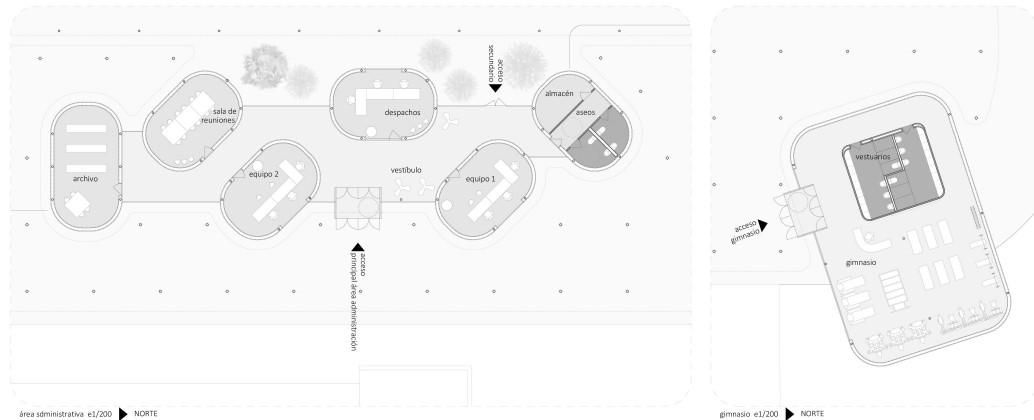 acceso
secundario
almacén
aseos
sala de
reuniones
despachos
archivo
equipo 2
vestíbulo
equipo 1
acceso
principal área administración
vestuarios
acceso
gimnasio
gimnasio
área sdministrativa e1/200 NORTE
gimnasio e1/200 NORTE